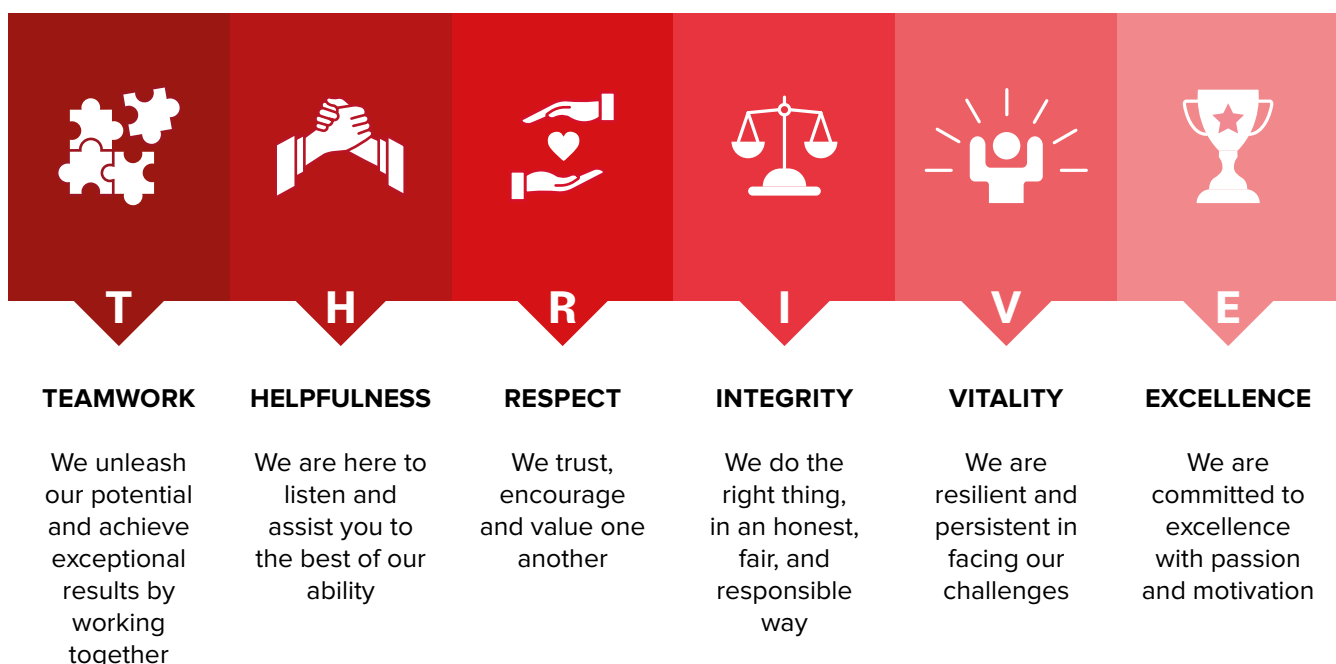 T
H
R
I
V
E
TEAMWORK
We unleash
our potential
and achieve
exceptional
results by
working
together
HELPFULNESS
We are here to
listen and
assist you to
the best of our
ability
RESPECT
We trust,
encourage
and value one
another
INTEGRITY
We do the
right thing,
in an honest,
fair, and
responsible
way
VITALITY
We are
resilient and
persistent in
facing our
challenges
EXCELLENCE
We are
committed to
excellence
with passion
and motivation